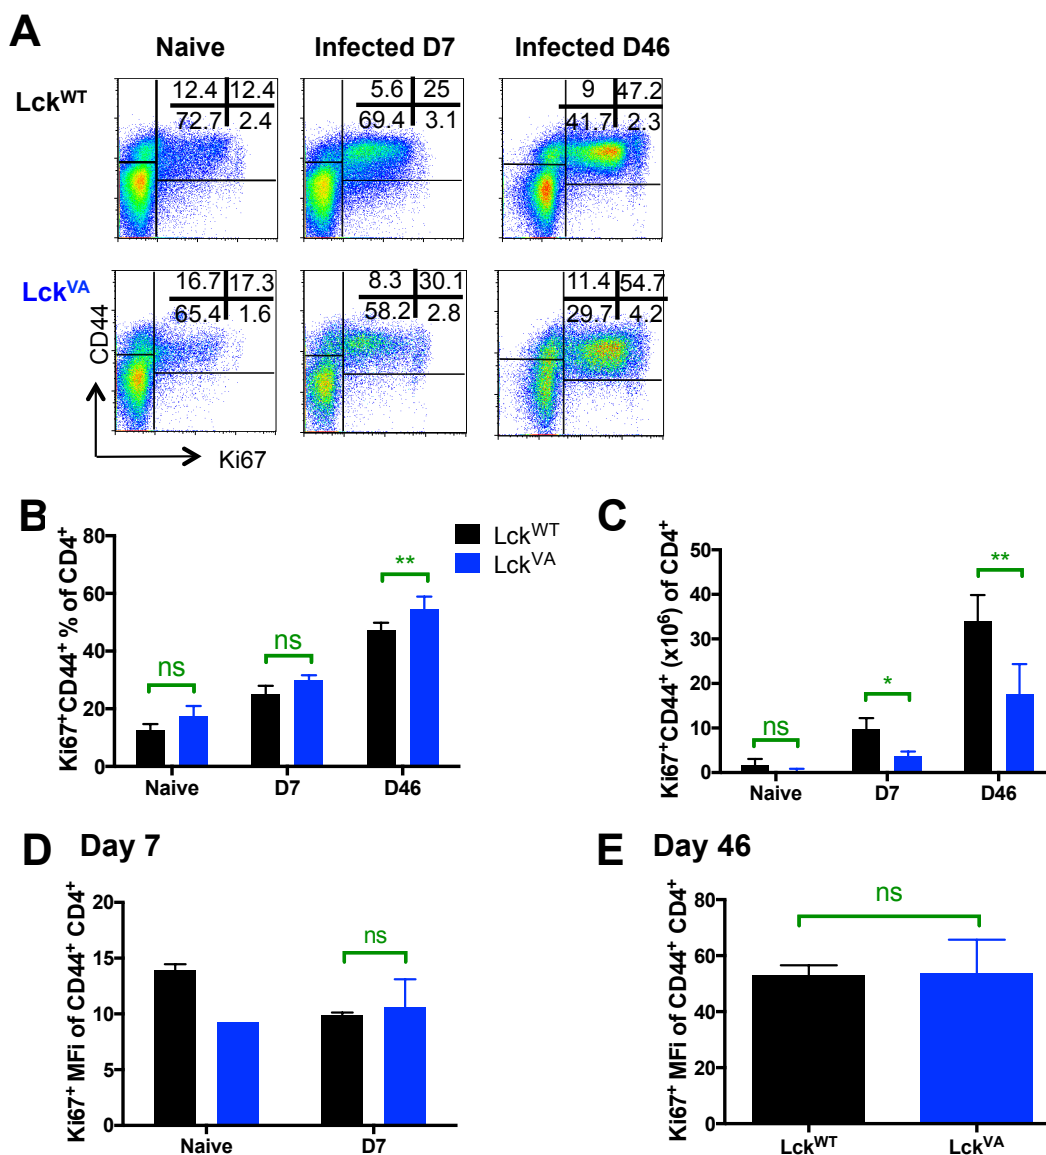 A
Naive Infected D7 Infected D46
Lck^WT
12.4 12.4
72.7 2.4
5.6 25
69.4 3.1
9 47.2
41.7 2.3
Lck^VA
16.7 17.3
65.4 1.6
8.3 30.1
58.2 2.8
11.4 54.7
29.7 4.2
CD44
Ki67
B
Ki67⁺CD44⁺ % of CD4⁺
80
60
40
20
0
ns
ns
**
Naive D7 D46
Lck^WT
Lck^VA
C
Ki67⁺CD44⁺ (x10⁶) of CD4⁺
50
40
30
20
10
0
ns
*
**
Naive D7 D46
D Day 7
Ki67⁺ MFi of CD44⁺ CD4⁺
20
15
10
5
0
ns
Naive D7
E Day 46
Ki67⁺ MFi of CD44⁺ CD4⁺
80
60
40
20
0
ns
Lck^WT Lck^VA